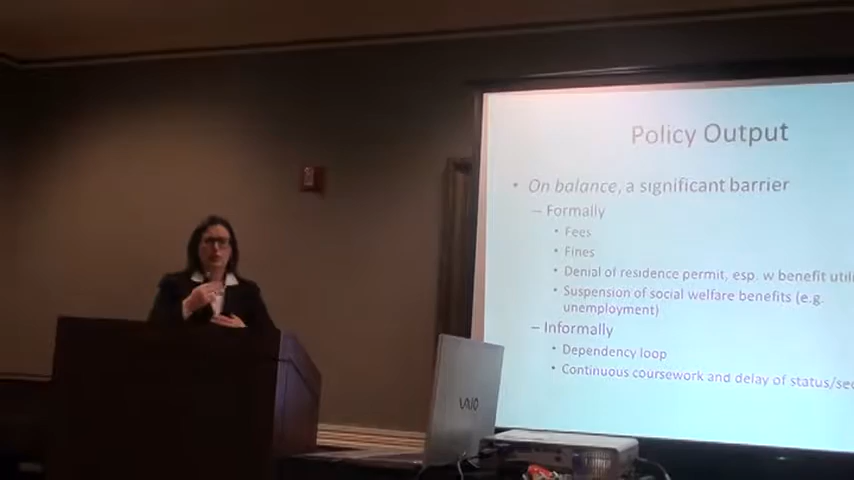 Policy Output
• On balance, a significant barrier
– Formally
• Fees
• Fines
• Denial of residence permit, esp. w benefit
• Suspension of social welfare benefits (e.g.
unemployment)
– Informally
• Dependency loop
• Continuous coursework and delay of
VAIO